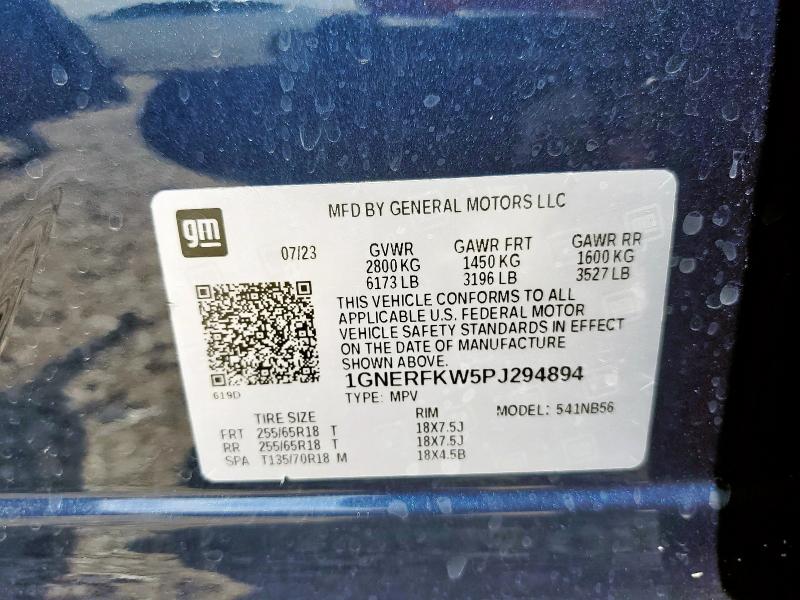 gm
MFD BY GENERAL MOTORS LLC
07/23
GVWR GAWR FRT GAWR RR
2800 KG 1450 KG 1600 KG
6173 LB 3196 LB 3527 LB
THIS VEHICLE CONFORMS TO ALL
APPLICABLE U.S. FEDERAL MOTOR
VEHICLE SAFETY STANDARDS IN EFFECT
ON THE DATE OF MANUFACTURE
SHOWN ABOVE.
1GNERFKW5PJ294894
619D
TYPE: MPV MODEL: 541NB56
TIRE SIZE RIM
FRT 255/65R18 T 18X7.5J
RR 255/65R18 T 18X7.5J
SPA T135/70R18 M 18X4.5B